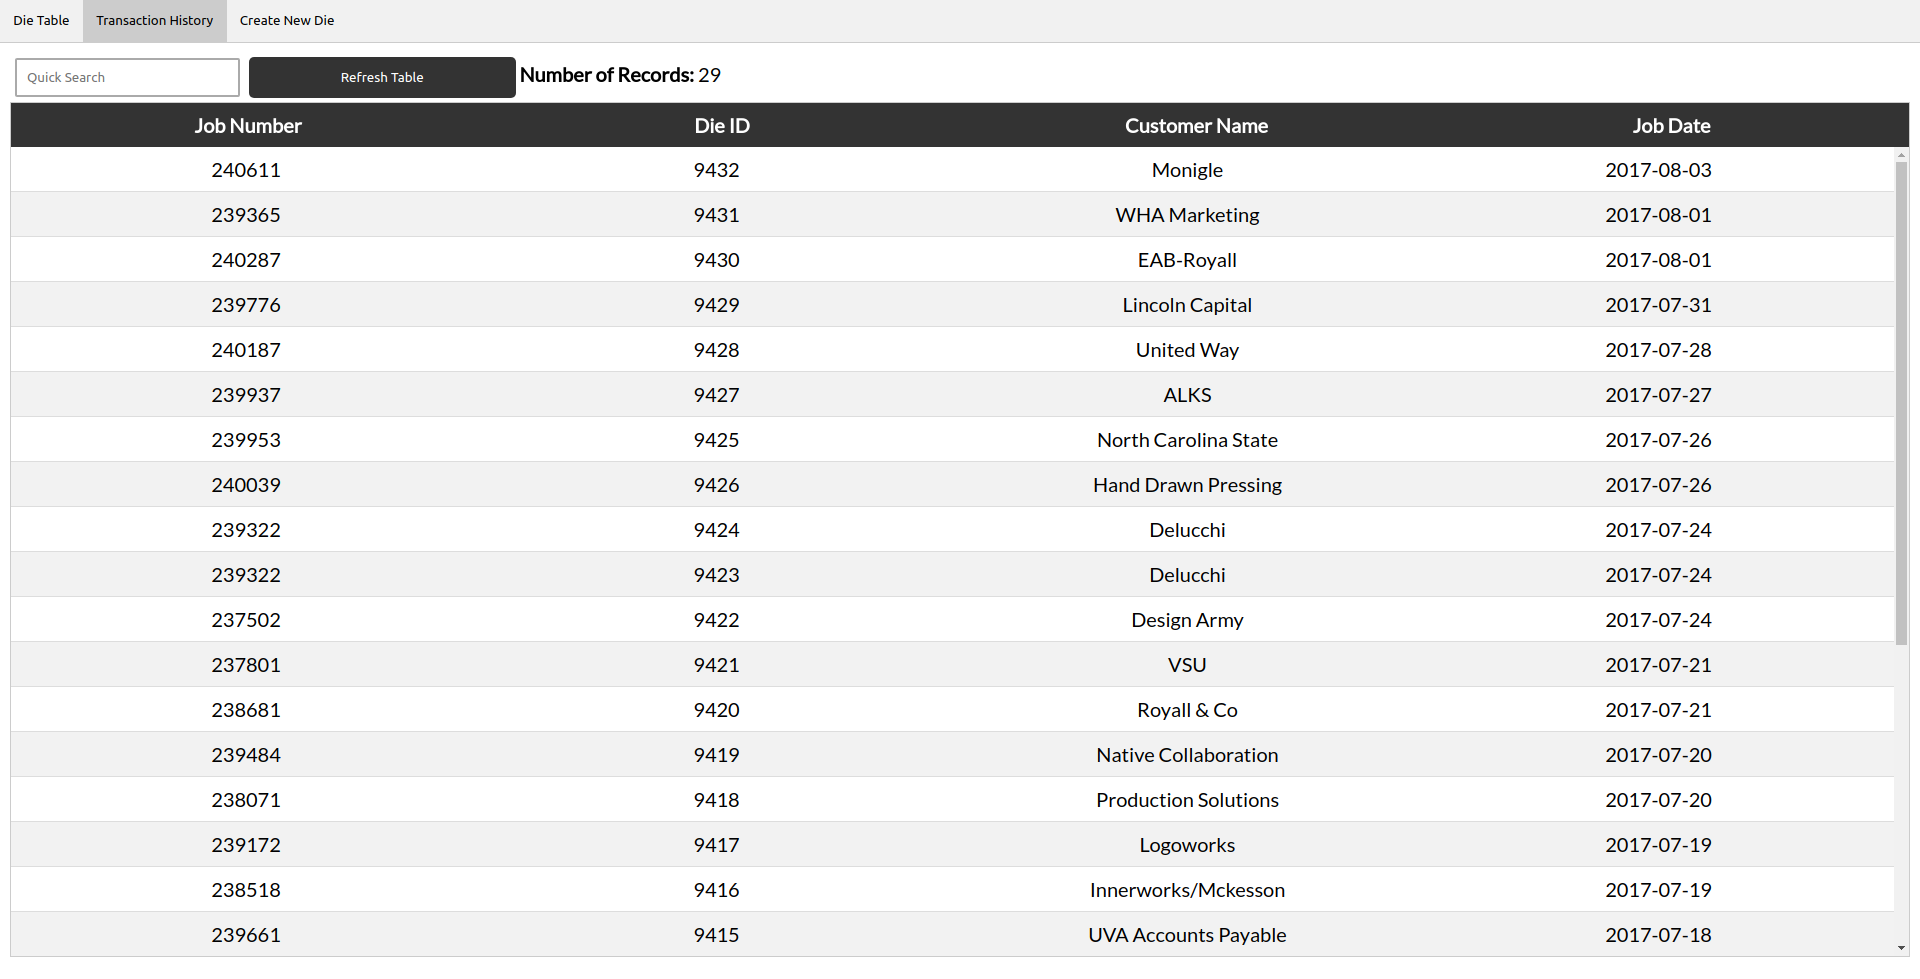 Die Table Transaction History Create New Die
Quick Search Refresh Table Number of Records: 29
Job Number Die ID Customer Name Job Date
240611 9432 Monigle 2017-08-03
239365 9431 WHA Marketing 2017-08-01
240287 9430 EAB-Royall 2017-08-01
239776 9429 Lincoln Capital 2017-07-31
240187 9428 United Way 2017-07-28
239937 9427 ALKS 2017-07-27
239953 9425 North Carolina State 2017-07-26
240039 9426 Hand Drawn Pressing 2017-07-26
239322 9424 Delucchi 2017-07-24
239322 9423 Delucchi 2017-07-24
237502 9422 Design Army 2017-07-24
237801 9421 VSU 2017-07-21
238681 9420 Royall & Co 2017-07-21
239484 9419 Native Collaboration 2017-07-20
238071 9418 Production Solutions 2017-07-20
239172 9417 Logoworks 2017-07-19
238518 9416 Innerworks/Mckesson 2017-07-19
239661 9415 UVA Accounts Payable 2017-07-18